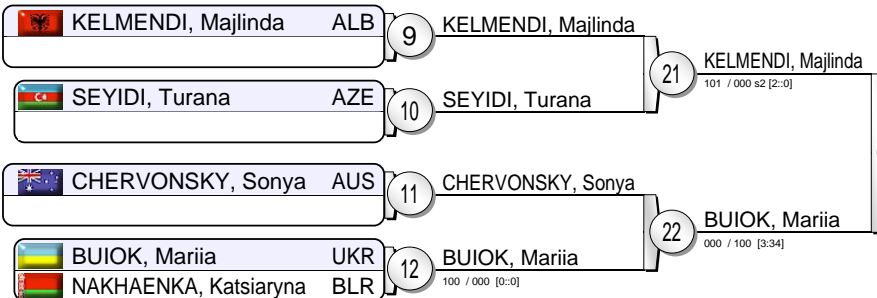 KELMENDI, Majlinda ALB
9
KELMENDI, Majlinda
21
KELMENDI, Majlinda
101 / 000 s2 [2::0]
SEYIDI, Turana AZE
10
SEYIDI, Turana
CHERVONSKY, Sonya AUS
11
CHERVONSKY, Sonya
22
BUIOK, Mariia
000 / 100 [3:34]
BUIOK, Mariia UKR
12
BUIOK, Mariia
100 / 000 [0::0]
NAKHAENKA, Katsiaryna BLR